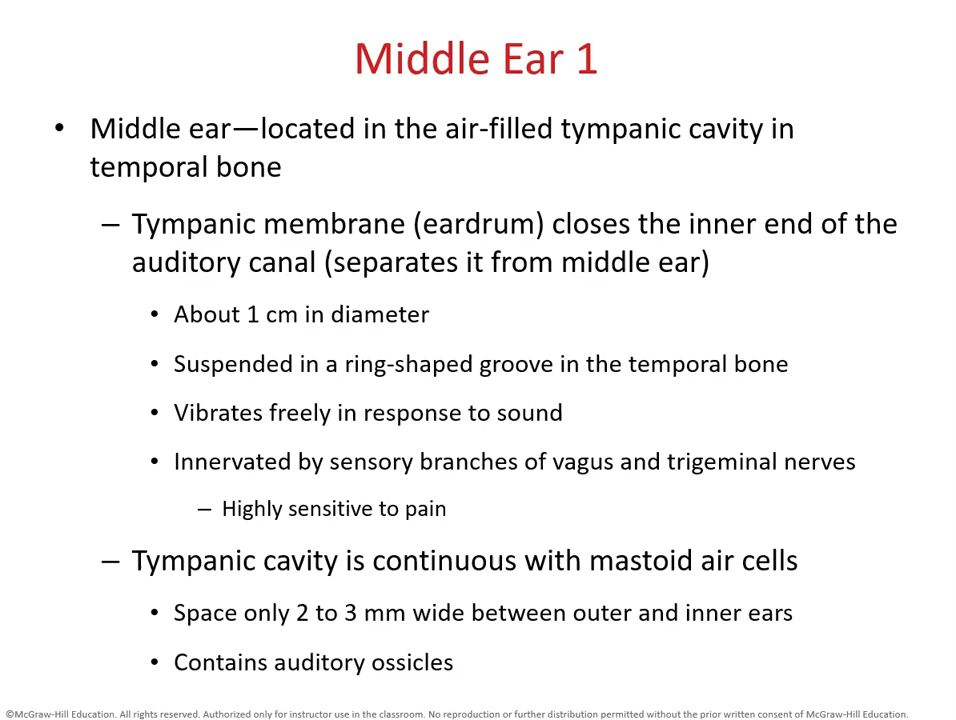 Middle Ear 1
• Middle ear—located in the air-filled tympanic cavity in
temporal bone
– Tympanic membrane (eardrum) closes the inner end of the
auditory canal (separates it from middle ear)
• About 1 cm in diameter
• Suspended in a ring-shaped groove in the temporal bone
• Vibrates freely in response to sound
• Innervated by sensory branches of vagus and trigeminal nerves
– Highly sensitive to pain
– Tympanic cavity is continuous with mastoid air cells
• Space only 2 to 3 mm wide between outer and inner ears
• Contains auditory ossicles
©McGraw-Hill Education. All rights reserved. Authorized only for instructor use in the classroom. No reproduction or further distribution permitted without the prior written consent of McGraw-Hill Education.